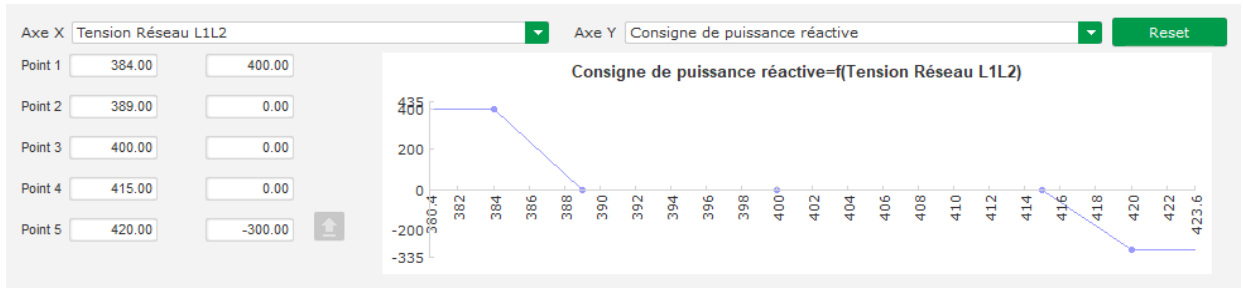 Axe X Tension Réseau L1L2 Axe Y Consigne de puissance réactive Reset
Point 1 384.00 400.00
Point 2 389.00 0.00
Point 3 400.00 0.00
Point 4 415.00 0.00
Point 5 420.00 -300.00
Consigne de puissance réactive=f(Tension Réseau L1L2)
435
400
200
0
-200
-335
380.4 382 384 386 388 390 392 394 396 398 400 402 404 406 408 410 412 414 416 418 420 422 423.6